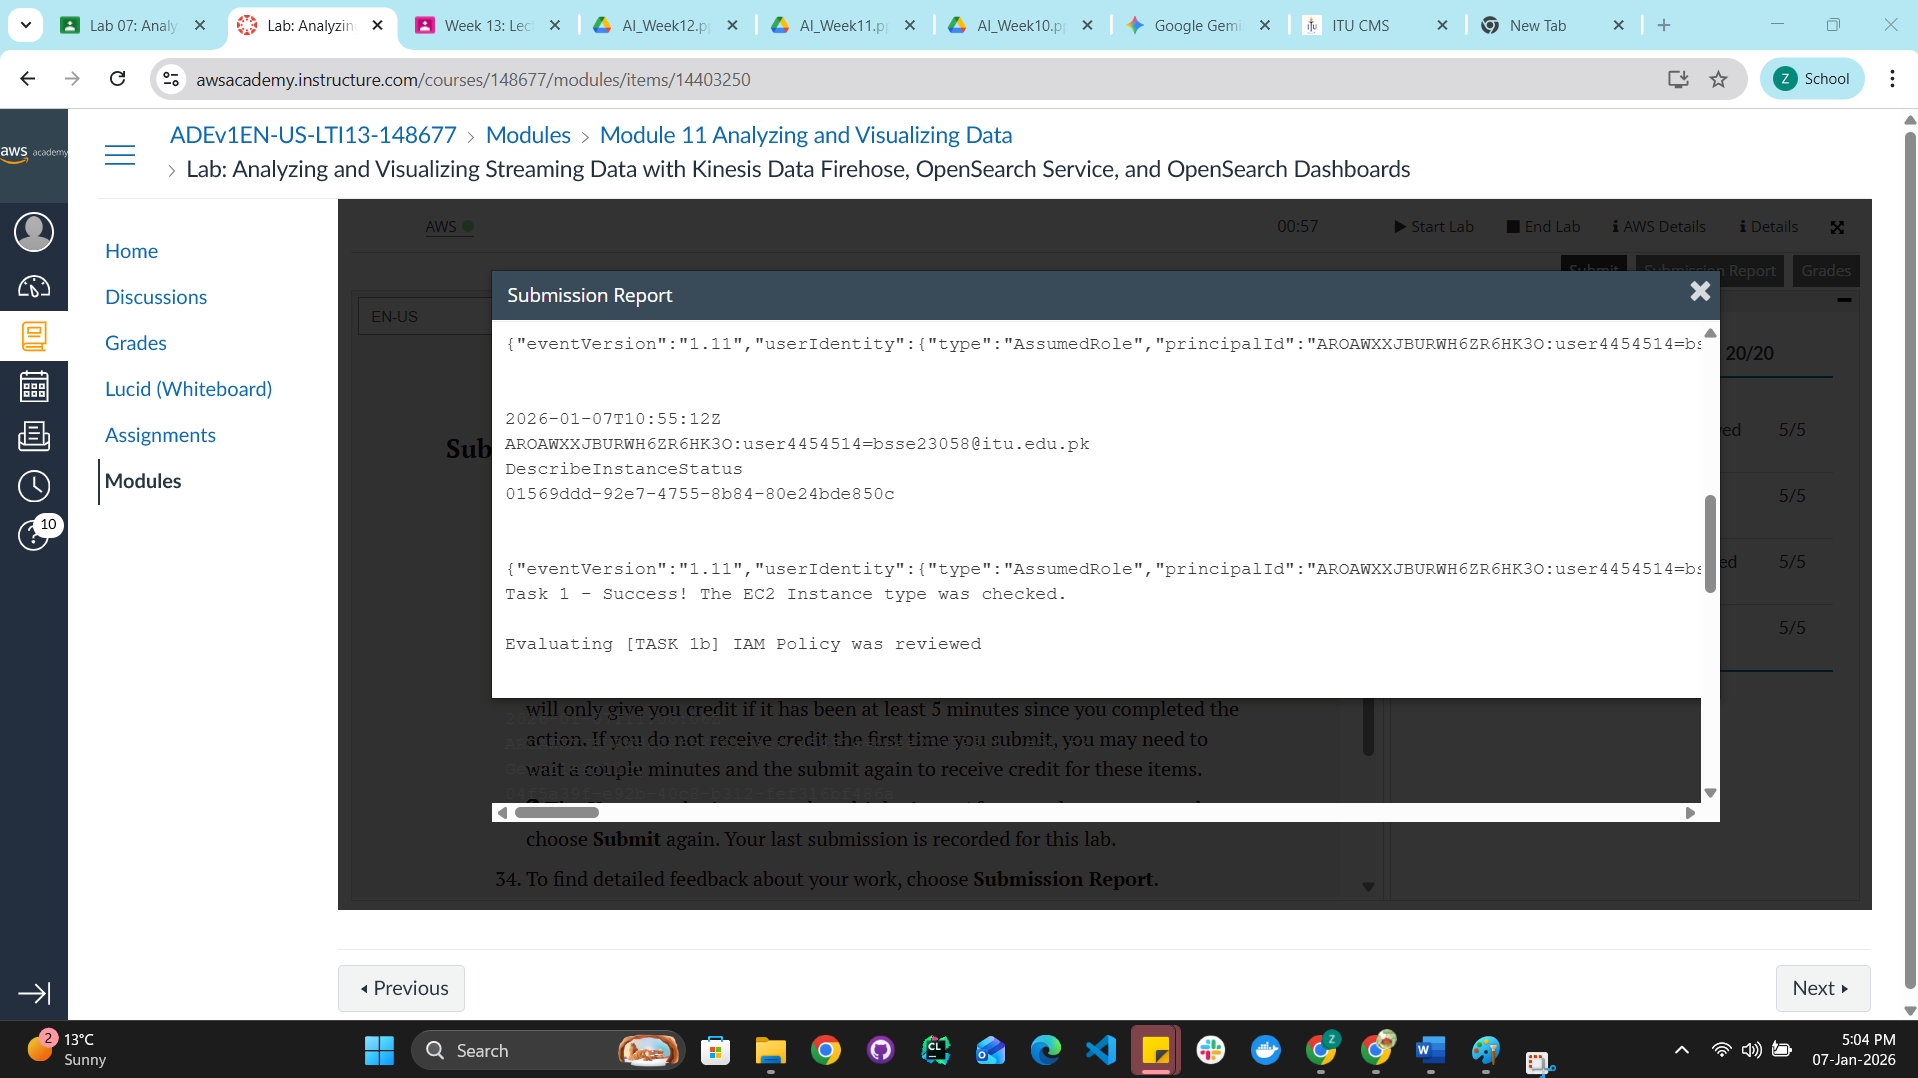 Lab 07: Analy
Lab: Analyzin
Week 13: Lec
AI_Week12.p
AI_Week11.p
AI_Week10.p
Google Gemi
ITU CMS
New Tab
awsacademy.instructure.com/courses/148677/modules/items/14403250
Z School
aws academy
ADEv1EN-US-LTI13-148677 › Modules › Module 11 Analyzing and Visualizing Data
› Lab: Analyzing and Visualizing Streaming Data with Kinesis Data Firehose, OpenSearch Service, and OpenSearch Dashboards
Home
Discussions
Grades
Lucid (Whiteboard)
Assignments
Modules
10
AWS
00:57
Start Lab
End Lab
AWS Details
Details
Submit
Submission Report
Grades
EN-US
Submission Report
{"eventVersion":"1.11","userIdentity":{"type":"AssumedRole","principalId":"AROAWXXJBURWH6ZR6HK3O:user4454514=bs
20/20
2026-01-07T10:55:12Z
AROAWXXJBURWH6ZR6HK3O:user4454514=bsse23058@itu.edu.pk
DescribeInstanceStatus
01569ddd-92e7-4755-8b84-80e24bde850c
Sub
ed 5/5
5/5
{"eventVersion":"1.11","userIdentity":{"type":"AssumedRole","principalId":"AROAWXXJBURWH6ZR6HK3O:user4454514=bs
ed 5/5
Task 1 - Success! The EC2 Instance type was checked.
5/5
Evaluating [TASK 1b] IAM Policy was reviewed
will only give you credit if it has been at least 5 minutes since you completed the
action. If you do not receive credit the first time you submit, you may need to
wait a couple minutes and the submit again to receive credit for these items.
choose Submit again. Your last submission is recorded for this lab.
34. To find detailed feedback about your work, choose Submission Report.
Previous
Next
2
13°C
Sunny
Search
5:04 PM
07-Jan-2026